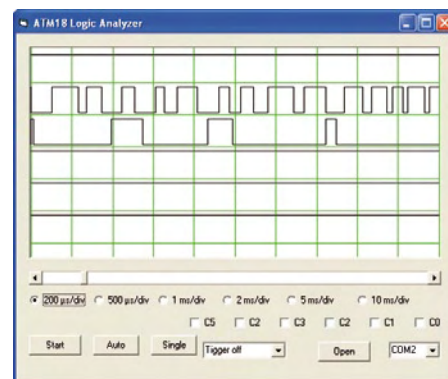 ATM18 Logic Analyzer
200 µs/div 500 µs/div 1 ms/div 2 ms/div 5 ms/div 10 ms/div
C5 C2 C3 C2 C1 C0
Start Auto Single Tigger off Open COM2